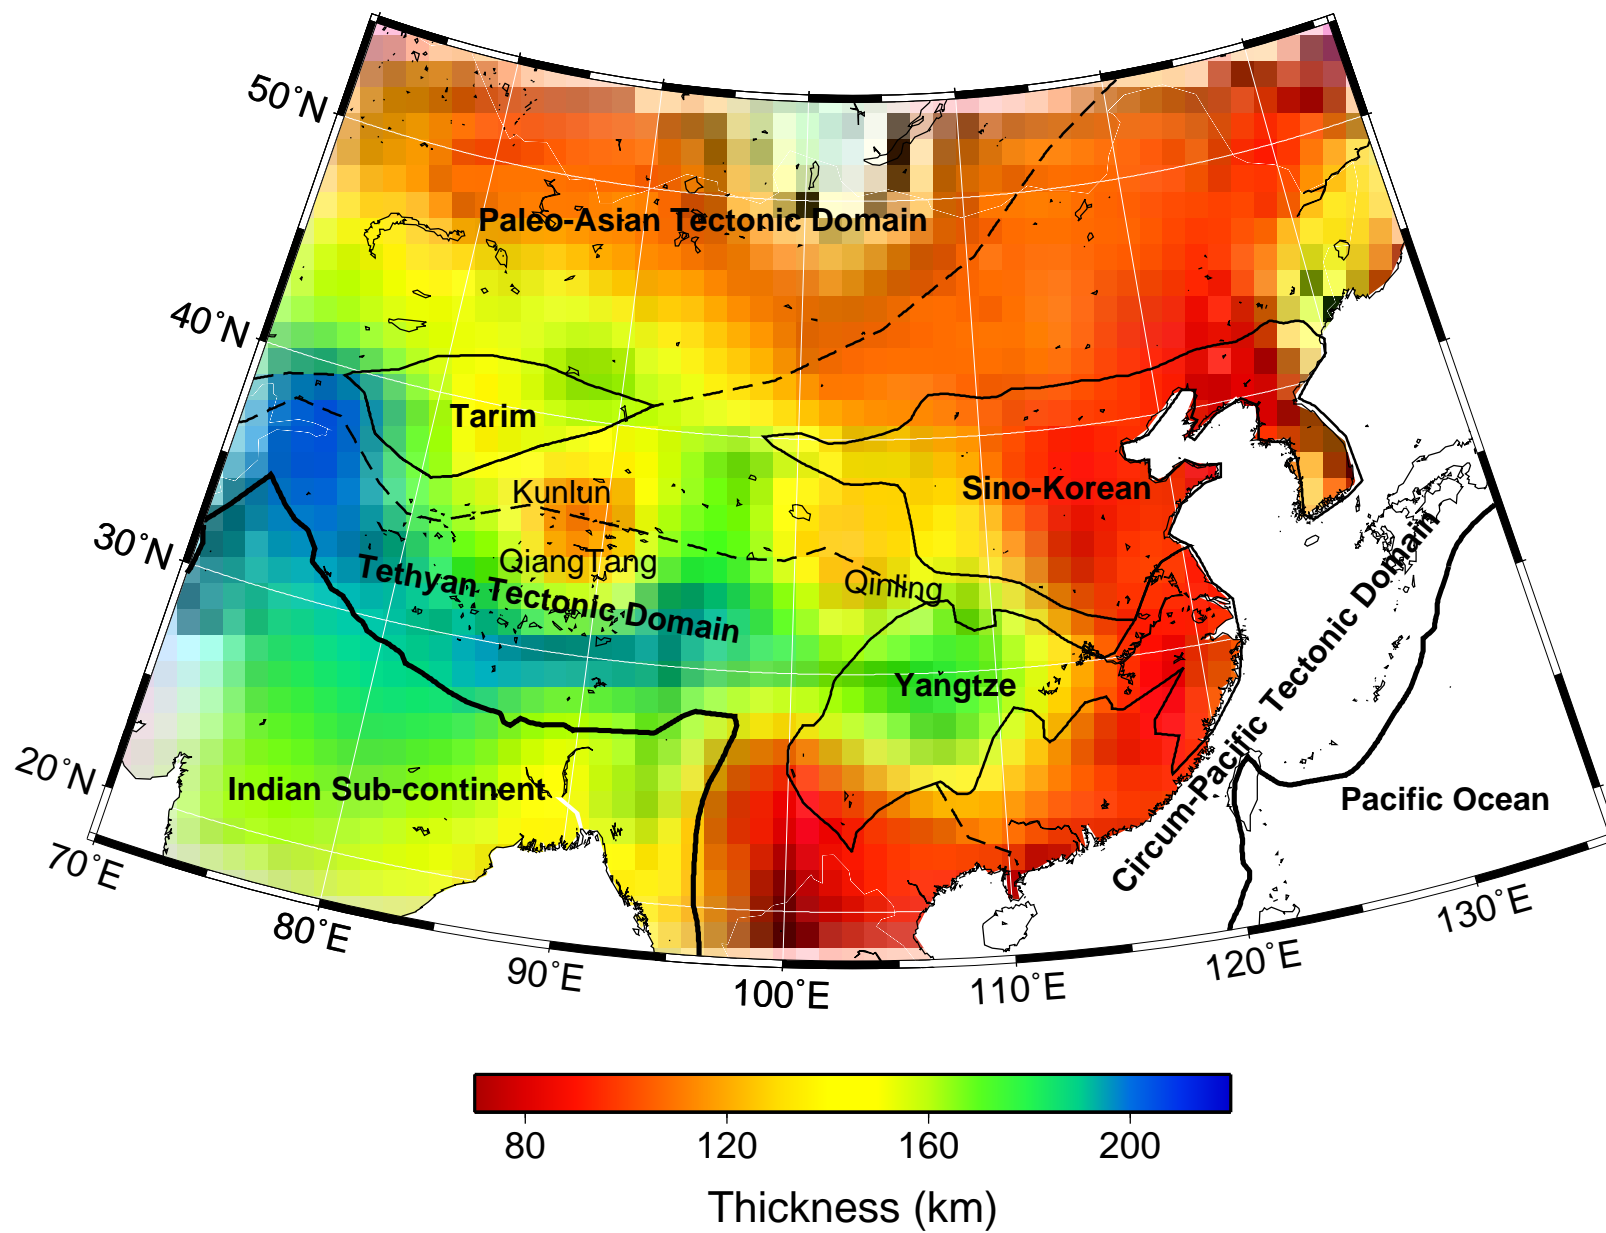 50°N
40°N
30°N
20°N
70°E
80°E
90°E
100°E
110°E
120°E
130°E
Paleo-Asian Tectonic Domain
Tarim
Kunlun
Sino-Korean
QiangTang
Tethyan Tectonic Domain
Qinling
Yangtze
Indian Sub-continent
Circum-Pacific Tectonic Domain
Pacific Ocean
80 120 160 200
Thickness (km)